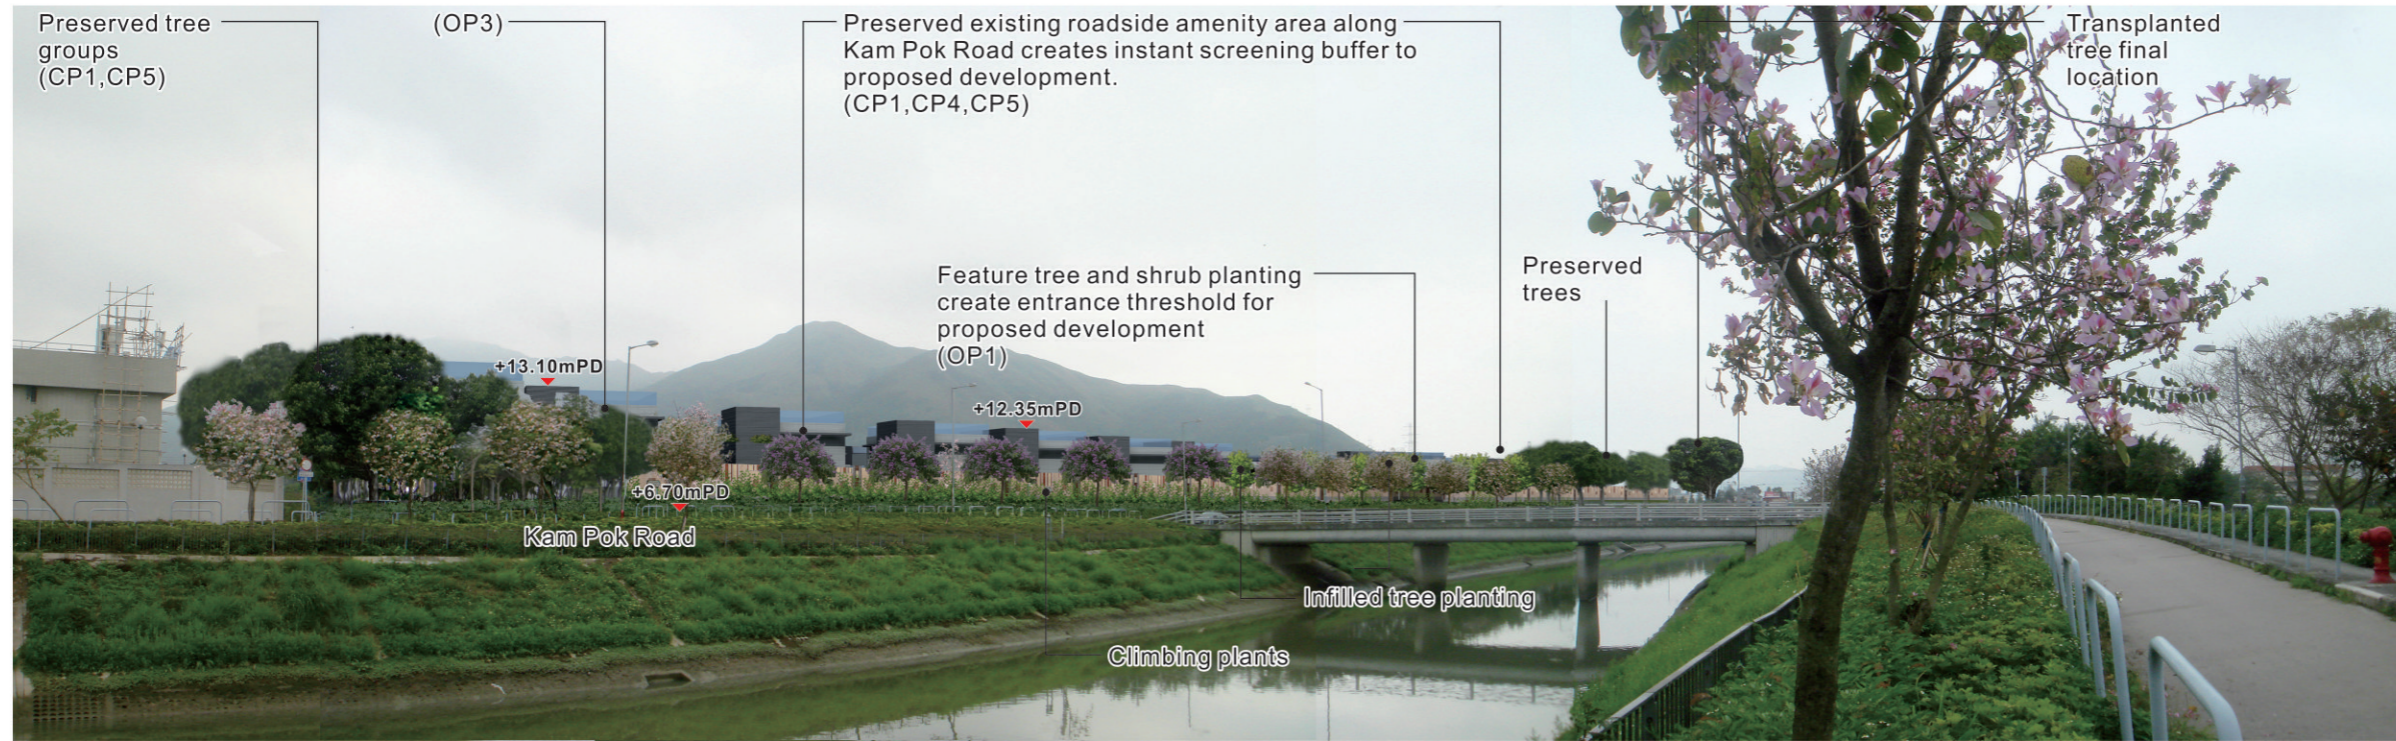 Preserved tree
groups
(CP1,CP5)
(OP3)
Preserved existing roadside amenity area along
Kam Pok Road creates instant screening buffer to
proposed development.
(CP1,CP4,CP5)
Transplanted
tree final
location
Feature tree and shrub planting
create entrance threshold for
proposed development
(OP1)
Preserved
trees
+13.10mPD
+12.35mPD
+6.70mPD
Kam Pok Road
Infilled tree planting
Climbing plants